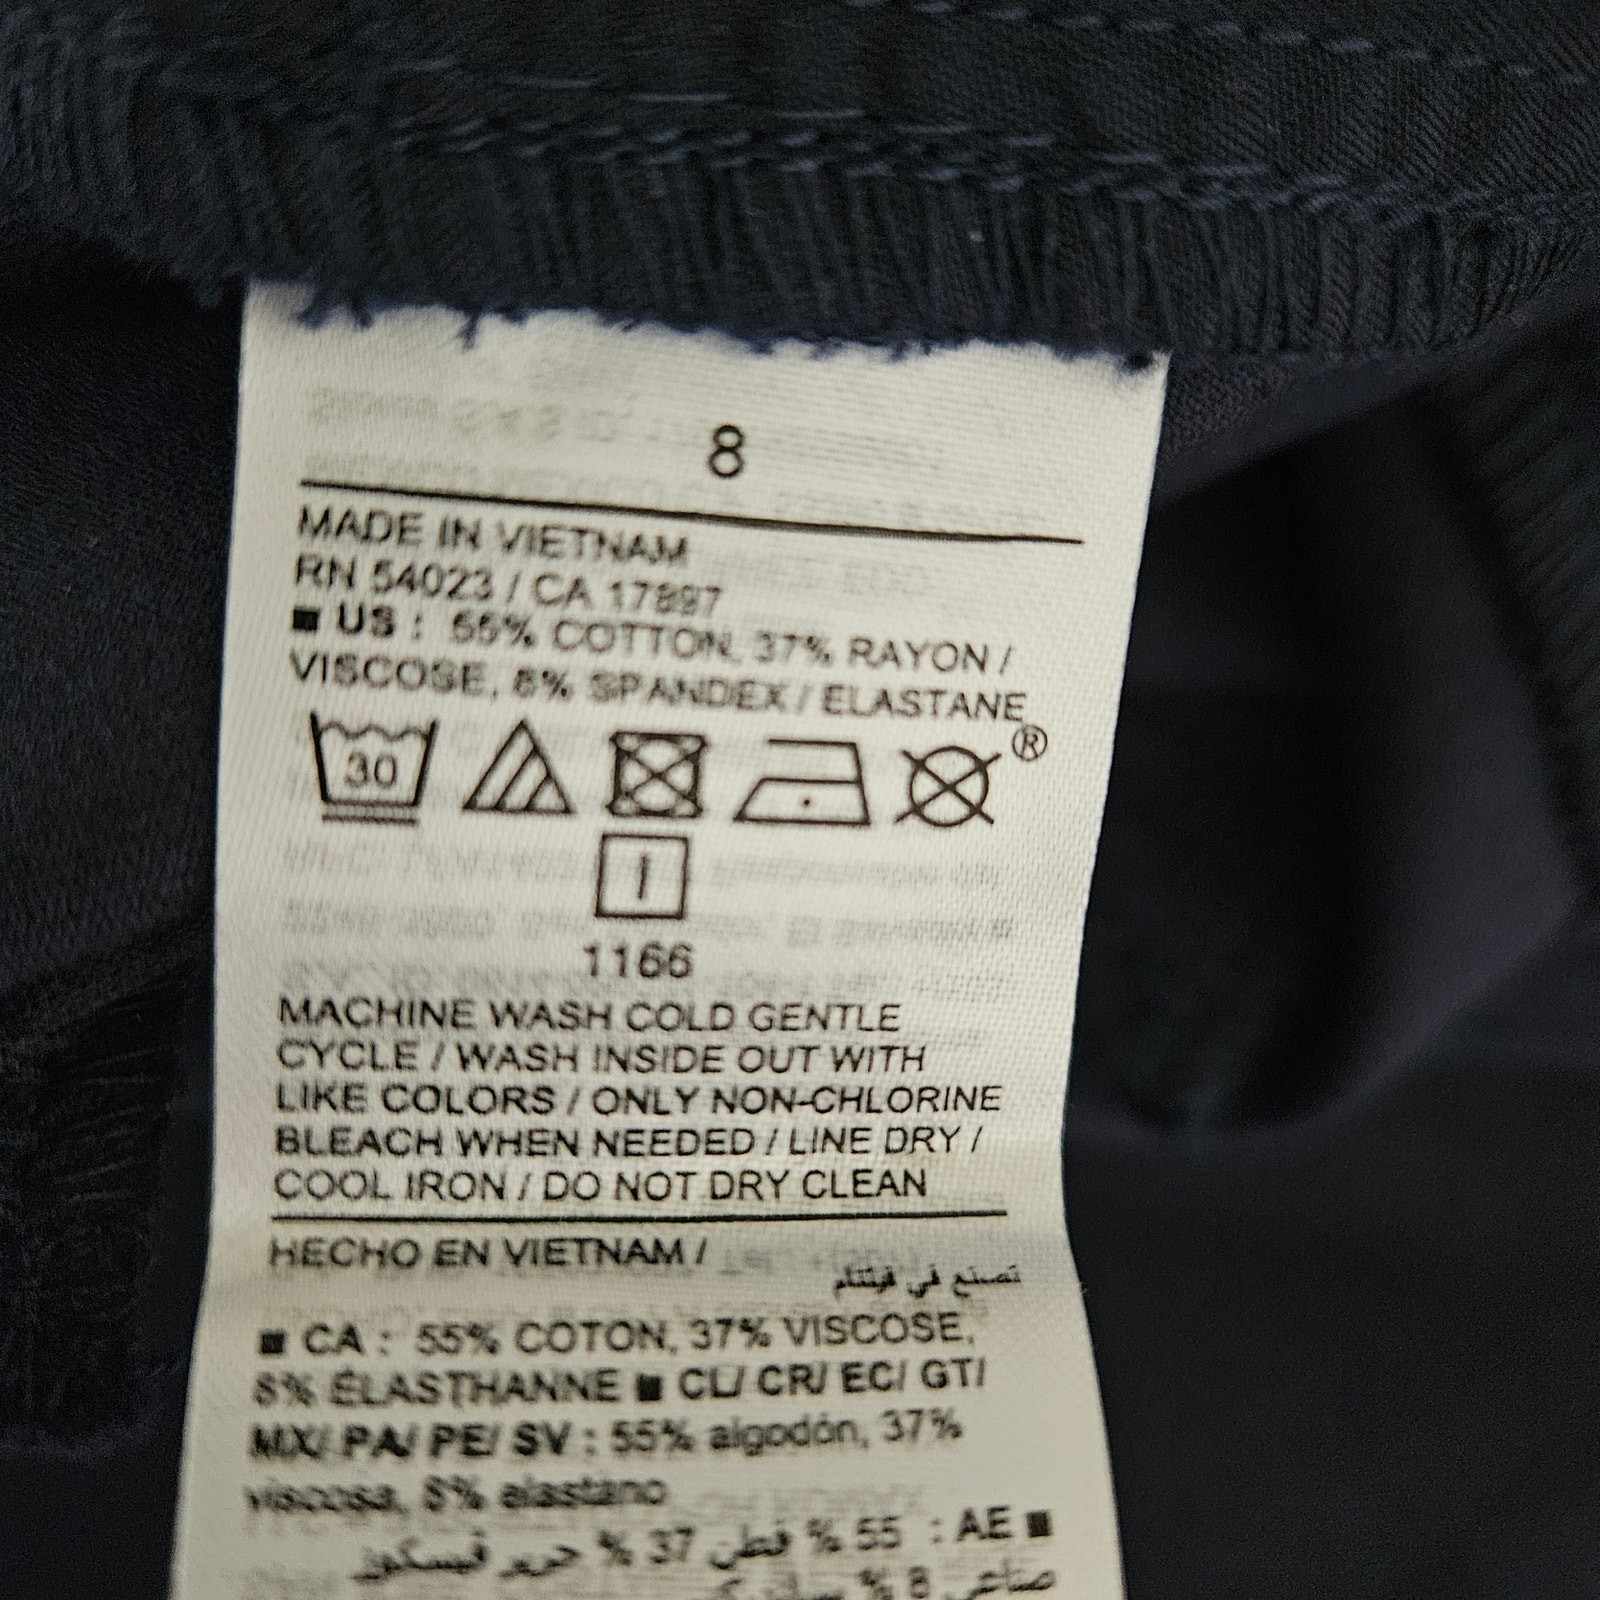 8
MADE IN VIETNAM
RN 54023 / CA 17897
■ US : 55% COTTON, 37% RAYON /
VISCOSE, 8% SPANDEX / ELASTANE
30
®
1166
MACHINE WASH COLD GENTLE
CYCLE / WASH INSIDE OUT WITH
LIKE COLORS / ONLY NON-CHLORINE
BLEACH WHEN NEEDED / LINE DRY /
COOL IRON / DO NOT DRY CLEAN
HECHO EN VIETNAM /
تصنع في فيتنام
■ CA : 55% COTON, 37% VISCOSE,
8% ÉLASTHANNE ■ CL/ CR/ EC/ GT/
MX/ PA/ PE/ SV : 55% algodón, 37%
viscosa, 8% elastano
■ AE : 55 % قطن 37 % حرير فيسكوز
صناعي 8 %